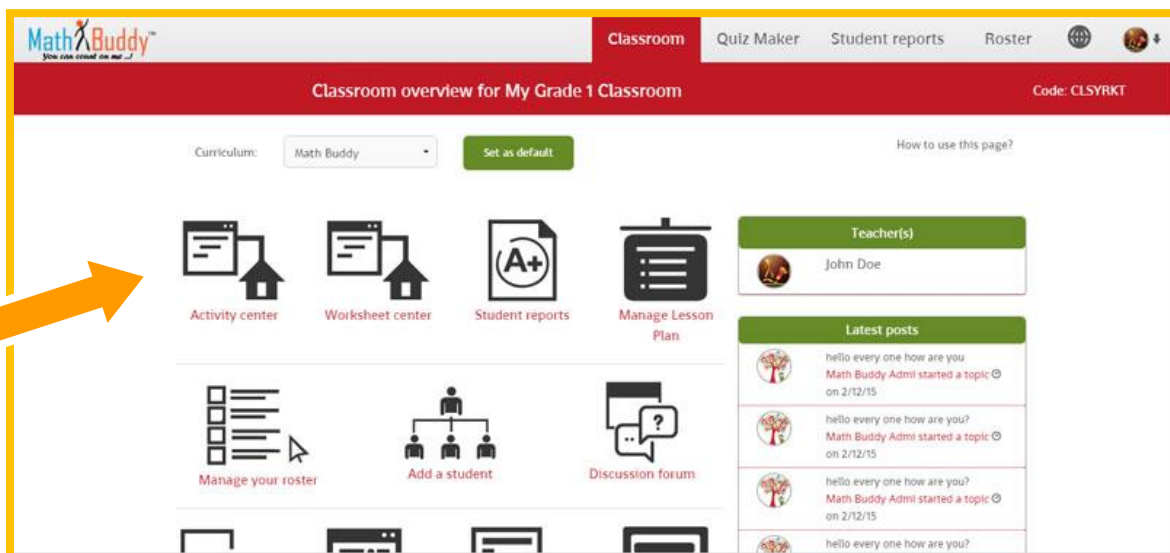 Math Buddy™
You can count on me ...!
Classroom
Quiz Maker
Student reports
Roster
Classroom overview for My Grade 1 Classroom
Code: CLSYRKT
Curriculum:
Math Buddy
Set as default
How to use this page?
A+
Activity center
Worksheet center
Student reports
Manage Lesson
Plan
Teacher(s)
John Doe
Latest posts
hello every one how are you
Math Buddy Admi started a topic
on 2/12/15
hello every one how are you?
Math Buddy Admi started a topic
on 2/12/15
hello every one how are you?
Math Buddy Admi started a topic
on 2/12/15
hello every one how are you?
?
Manage your roster
Add a student
Discussion forum